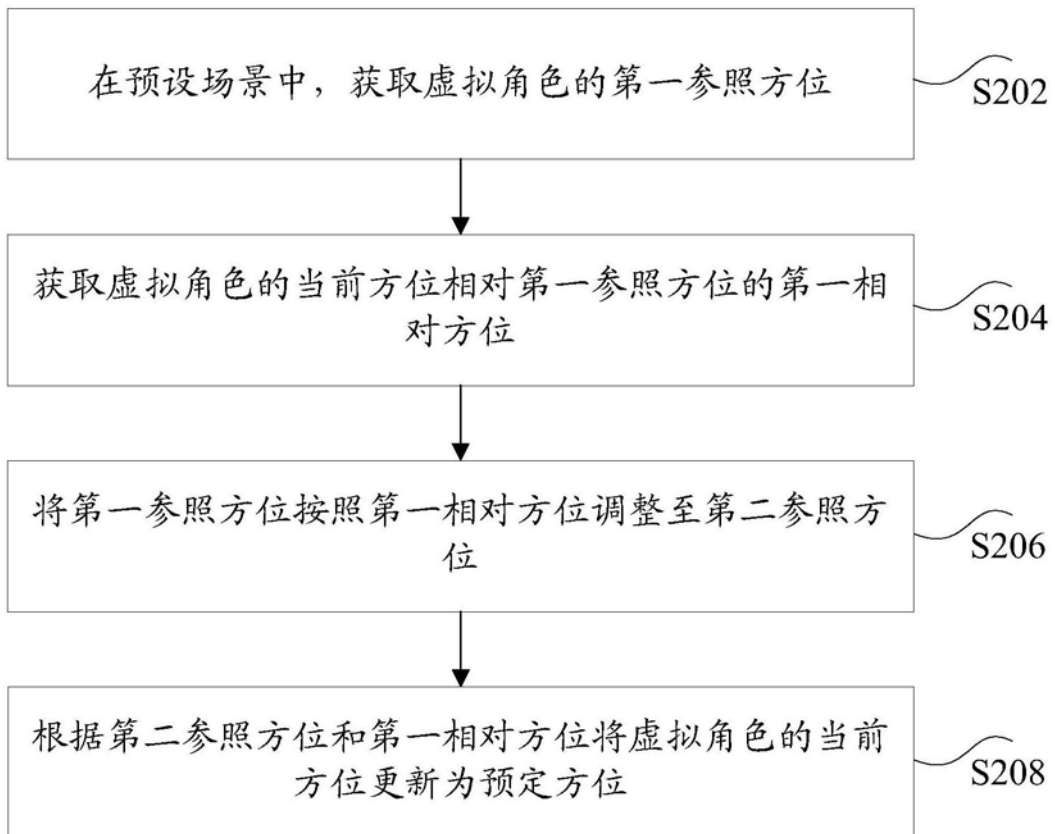 在预设场景中，获取虚拟角色的第一参照方位
S202
获取虚拟角色的当前方位相对第一参照方位的第一相
对方位
S204
将第一参照方位按照第一相对方位调整至第二参照方
位
S206
根据第二参照方位和第一相对方位将虚拟角色的当前
方位更新为预定方位
S208